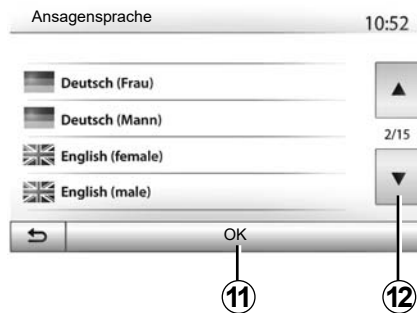 Ansagensprache 10:52
Deutsch (Frau)
Deutsch (Mann)
2/15
English (female)
English (male)
OK
11 12